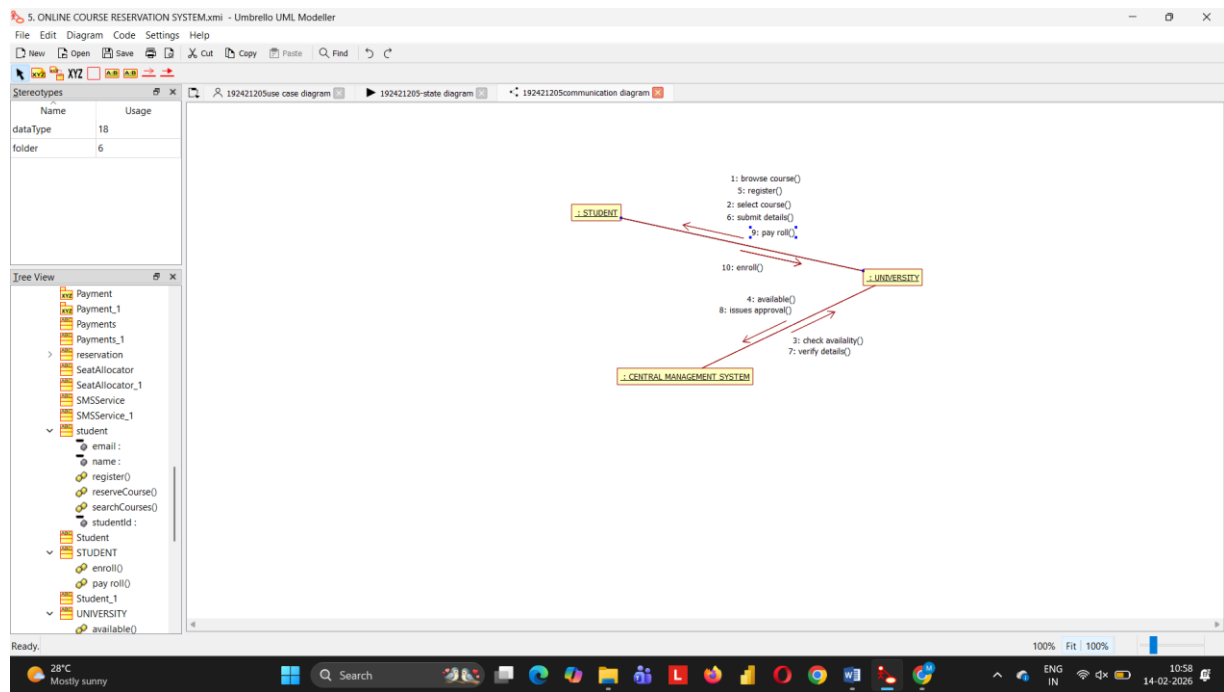 5. ONLINE COURSE RESERVATION SYSTEM.xmi - Umbrello UML Modeller
File Edit Diagram Code Settings Help
New Open Save Cut Copy Paste Find
XYZ XYZ A:B A:B
Stereotypes
192421205use case diagram 192421205-state diagram 192421205communication diagram
Name Usage
dataType 18
folder 6
1: browse course()
5: register()
2: select course()
6: submit details()
9: pay roll()
: STUDENT
10: enroll()
: UNIVERSITY
4: available()
8: issues approval()
3: check availality()
7: verify details()
: CENTRAL MANAGEMENT SYSTEM
Tree View
Payment
Payment_1
Payments
Payments_1
reservation
SeatAllocator
SeatAllocator_1
SMSService
SMSService_1
student
email :
name :
register()
reserveCourse()
searchCourses()
studentId :
Student
STUDENT
enroll()
pay roll()
Student_1
UNIVERSITY
available()
Ready. 100% Fit 100%
28°C
Mostly sunny
Search
ENG
IN
10:58
14-02-2026